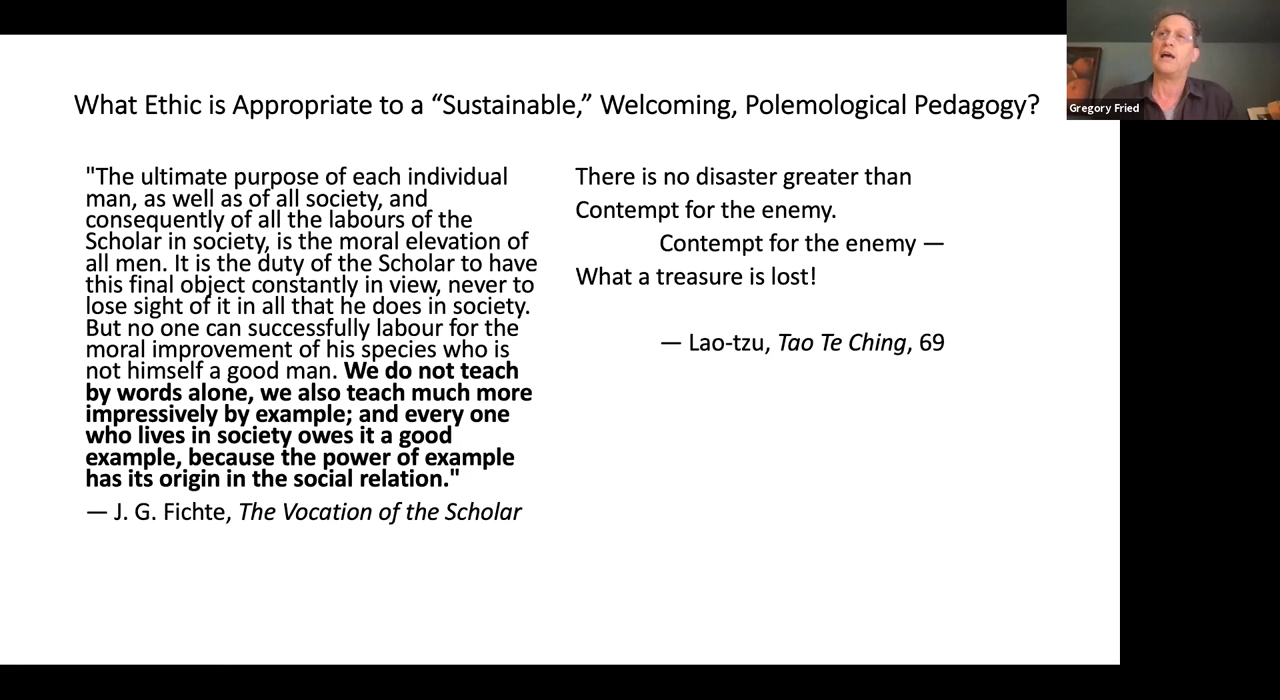 What Ethic is Appropriate to a “Sustainable,” Welcoming, Polemological Pedagogy?
"The ultimate purpose of each individual
man, as well as of all society, and
consequently of all the labours of the
Scholar in society, is the moral elevation of
all men. It is the duty of the Scholar to have
this final object constantly in view, never to
lose sight of it in all that he does in society.
But no one can successfully labour for the
moral improvement of his species who is
not himself a good man. We do not teach
by words alone, we also teach much more
impressively by example; and every one
who lives in society owes it a good
example, because the power of example
has its origin in the social relation."
— J. G. Fichte, The Vocation of the Scholar
There is no disaster greater than
Contempt for the enemy.
Contempt for the enemy —
What a treasure is lost!
— Lao-tzu, Tao Te Ching, 69
Gregory Fried